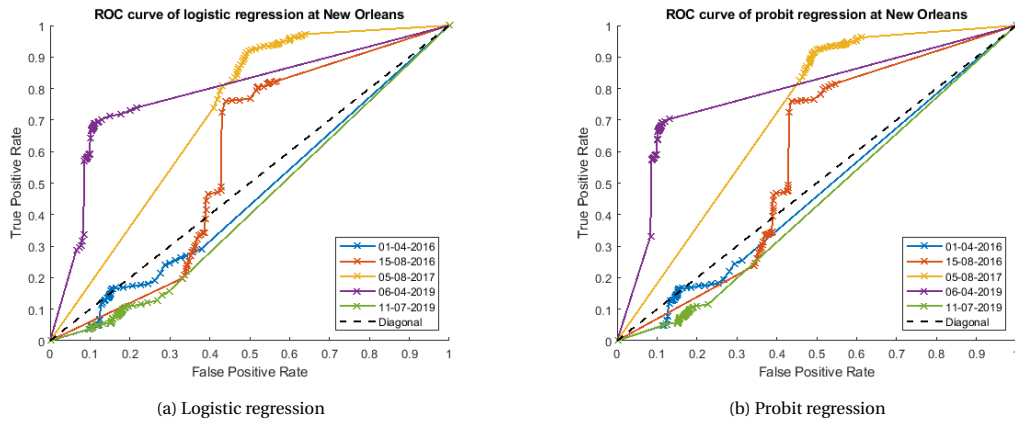 ROC curve of logistic regression at New Orleans
1
0.9
0.8
0.7
0.6
0.5
0.4
0.3
0.2
0.1
0
True Positive Rate
01-04-2016
15-08-2016
05-08-2017
06-04-2019
11-07-2019
Diagonal
0 0.1 0.2 0.3 0.4 0.5 0.6 0.7 0.8 0.9 1
False Positive Rate
(a) Logistic regression
ROC curve of probit regression at New Orleans
1
0.9
0.8
0.7
0.6
0.5
0.4
0.3
0.2
0.1
0
True Positive Rate
01-04-2016
15-08-2016
05-08-2017
06-04-2019
11-07-2019
Diagonal
0 0.1 0.2 0.3 0.4 0.5 0.6 0.7 0.8 0.9 1
False Positive Rate
(b) Probit regression